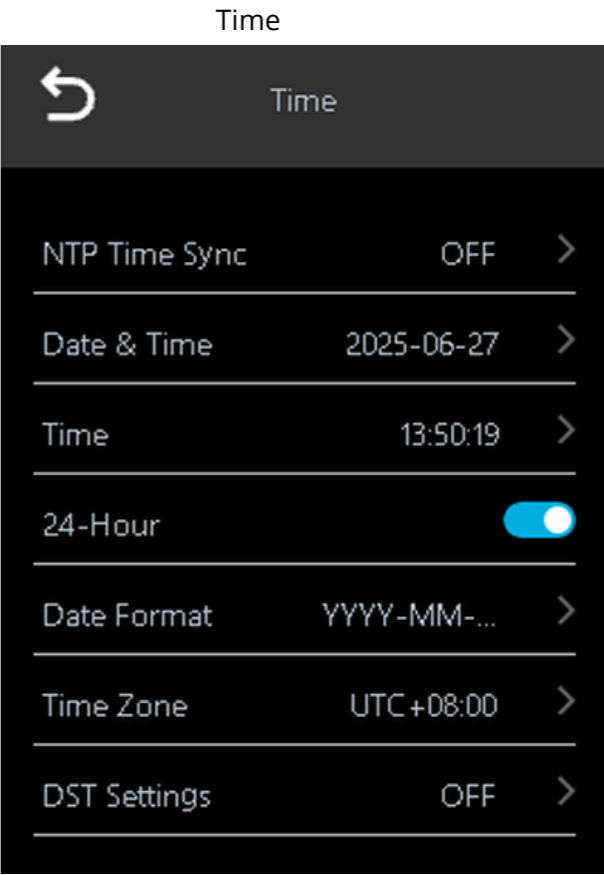 Time
Time
NTP Time Sync OFF
Date & Time 2025-06-27
Time 13:50:19
24-Hour
Date Format YYYY-MM-...
Time Zone UTC+08:00
DST Settings OFF